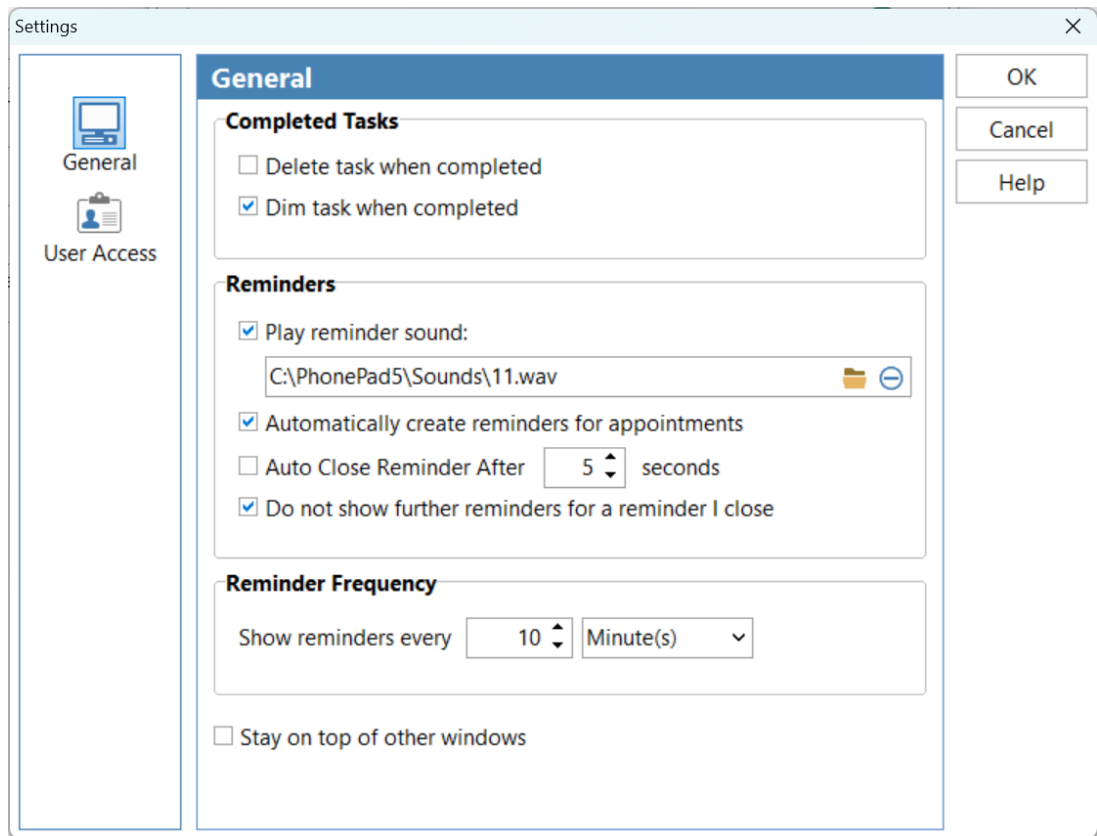 Settings
General
User Access
General
Completed Tasks
Delete task when completed
Dim task when completed
Reminders
Play reminder sound:
C:\PhonePad5\Sounds\11.wav
Automatically create reminders for appointments
Auto Close Reminder After 5 seconds
Do not show further reminders for a reminder I close
Reminder Frequency
Show reminders every 10 Minute(s)
Stay on top of other windows
OK
Cancel
Help